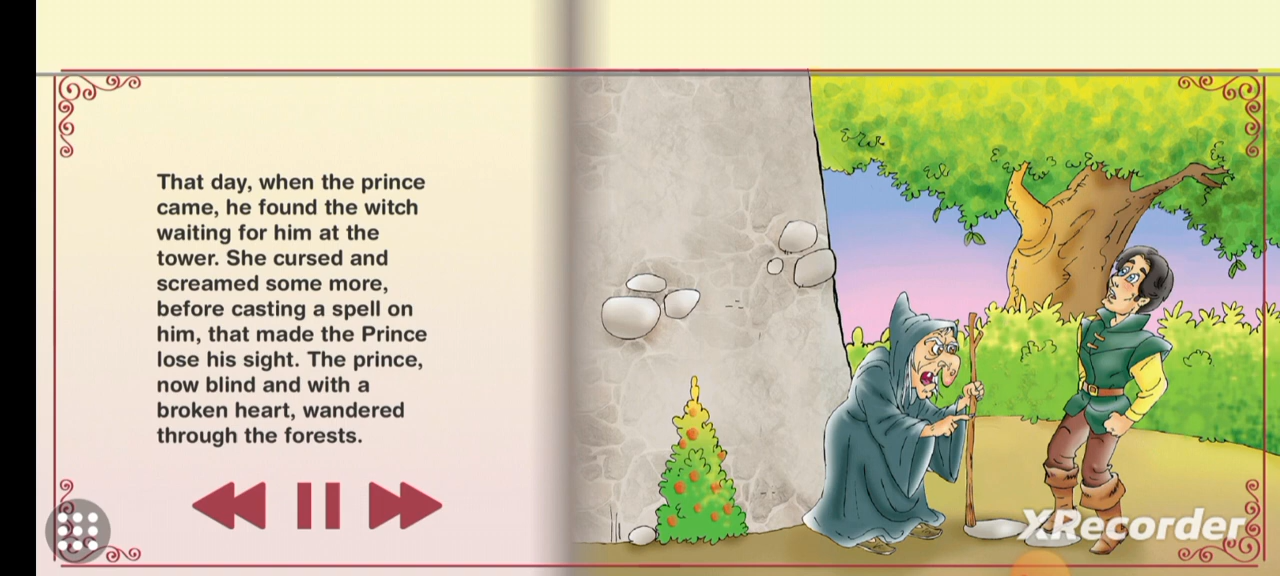 That day, when the prince
came, he found the witch
waiting for him at the
tower. She cursed and
screamed some more,
before casting a spell on
him, that made the Prince
lose his sight. The prince,
now blind and with a
broken heart, wandered
through the forests.
XRecorder